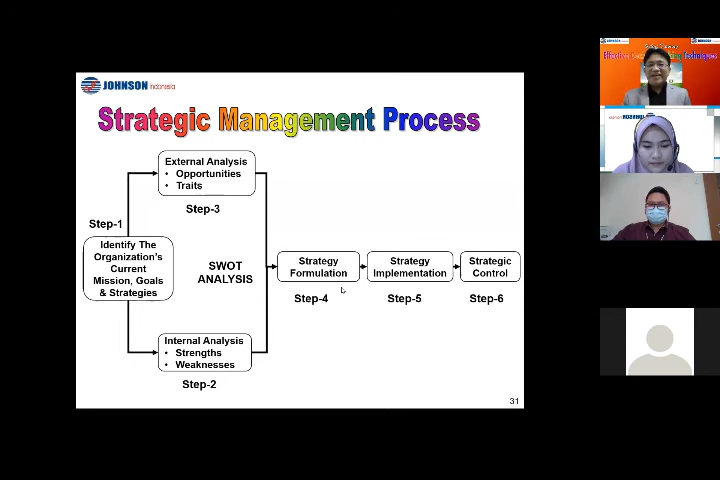 JOHNSON Indonesia
Strategic Management Process
External Analysis
• Opportunities
• Traits
Step-3
Step-1
Identify The
Organization's
Current
Mission, Goals
& Strategies
SWOT
ANALYSIS
Strategy
Formulation
Step-4
Strategy
Implementation
Step-5
Strategic
Control
Step-6
Internal Analysis
• Strengths
• Weaknesses
Step-2
31